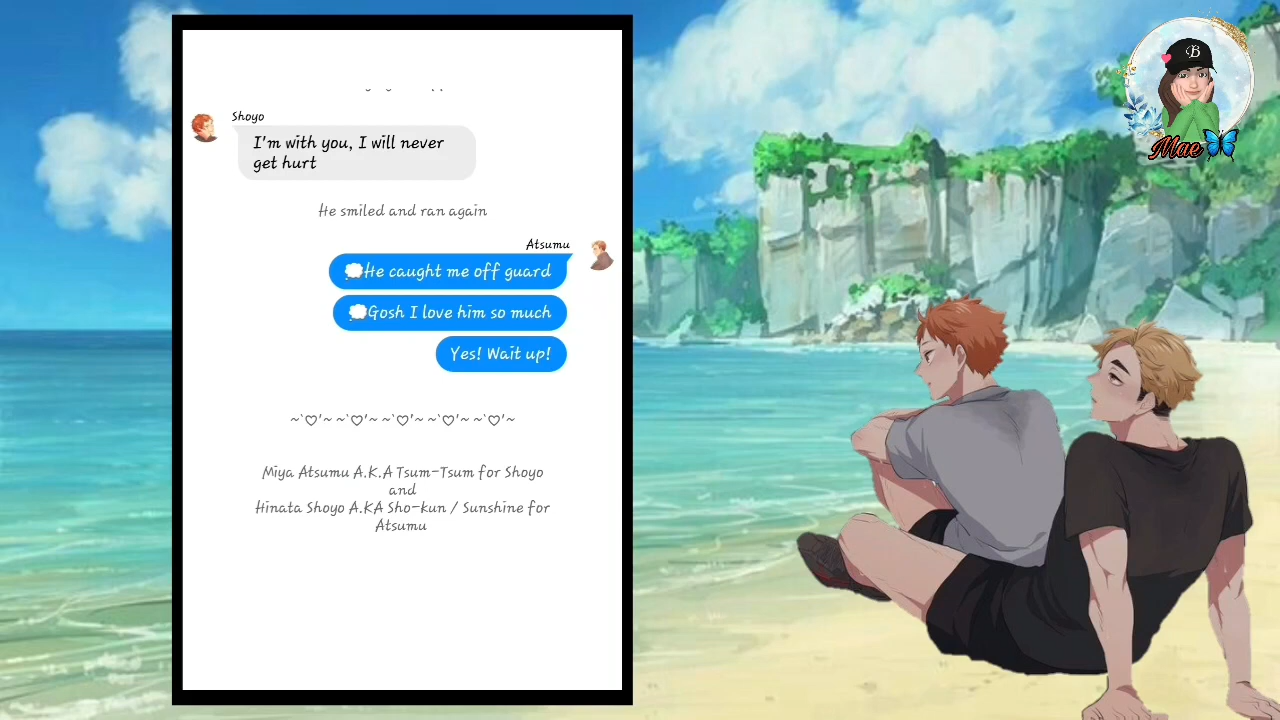 Shoyo
I'm with you, I will never
get hurt
He smiled and ran again
Atsumu
💭He caught me off guard
💭Gosh I love him so much
Yes! Wait up!
~`♡'~ ~`♡'~ ~`♡'~ ~`♡'~ ~`♡'~
Miya Atsumu A.K.A Tsum-Tsum for Shoyo
and
Hinata Shoyo A.KA Sho-kun / Sunshine for
Atsumu
B
Mae